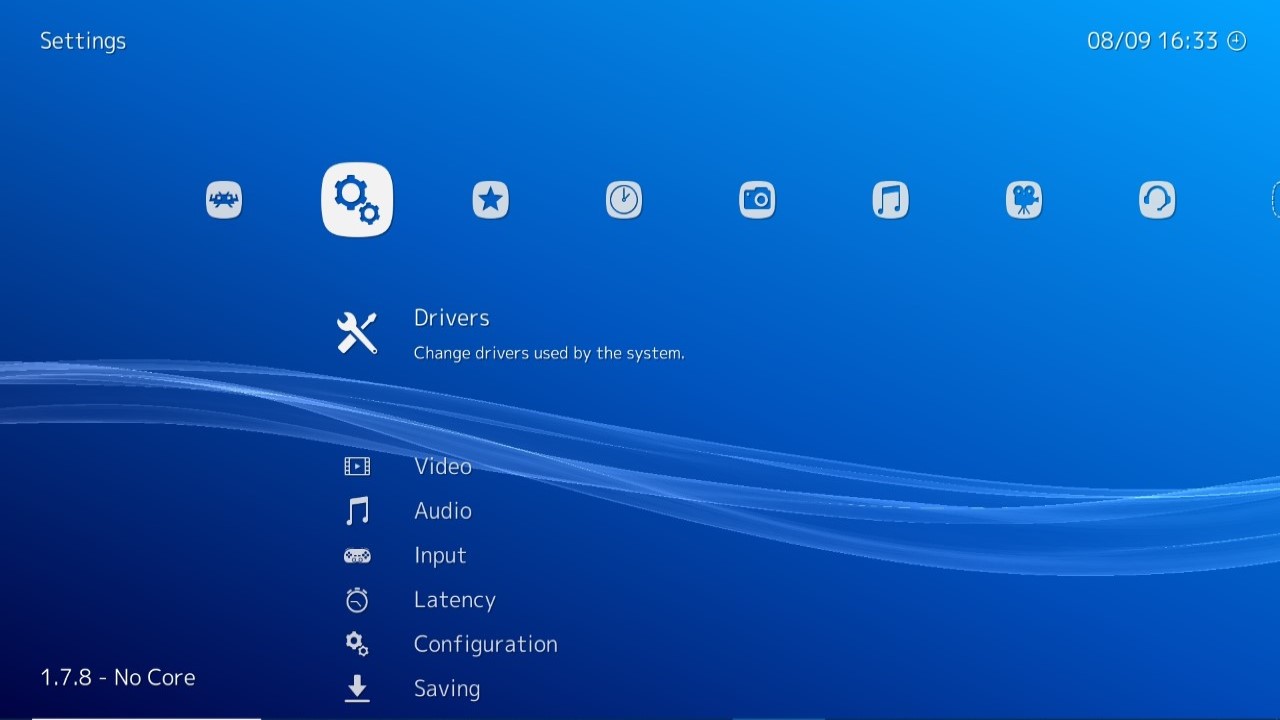 Settings
08/09 16:33
Drivers
Change drivers used by the system.
Video
Audio
Input
Latency
Configuration
Saving
1.7.8 - No Core